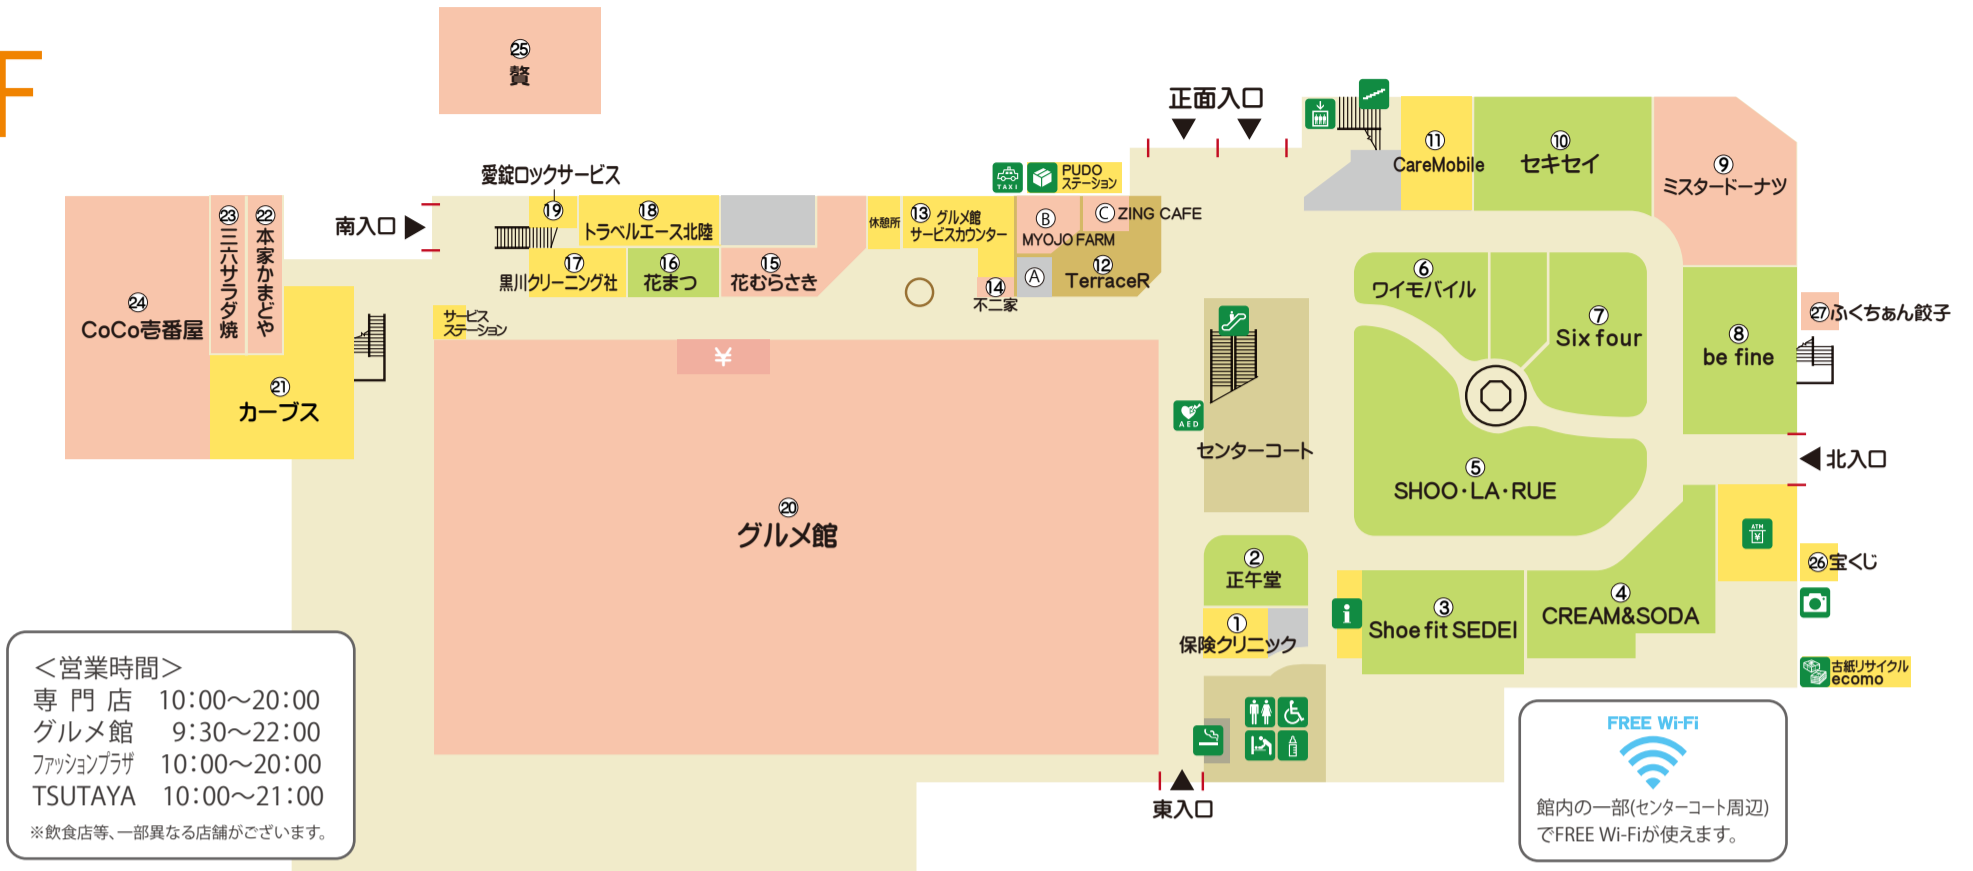 F
㉕
贅
正面入口
愛錠ロックサービス
TAXI
PUDO
ステーション
⑪
CareMobile
⑩
セキセイ
⑨
ミスタードーナツ
㉔
CoCo壱番屋
㉓
三六サラダ焼
㉒
本家かまどや
㉑
カーブス
南入口
⑲
⑱
トラベルエース北陸
⑰
黒川クリーニング社
⑯
花まつ
⑮
花むらさき
休憩所
⑬ グルメ館
サービスカウンター
⑭
不二家
Ⓑ
MYOJO FARM
Ⓒ ZING CAFE
Ⓐ
⑫
TerraceR
サービス
ステーション
¥
⑳
グルメ館
AED
センターコート
⑥
ワイモバイル
⑦
Six four
⑧
be fine
㉗ ふくちぁん餃子
⑤
SHOO・LA・RUE
北入口
ATM
¥
㉖ 宝くじ
②
正午堂
①
保険クリニック
i
③
Shoe fit SEDEI
④
CREAM&SODA
古紙リサイクル
ecomo
東入口
＜営業時間＞
専 門 店 10：00～20：00
グルメ館 9：30～22：00
ファッションプラザ 10：00～20：00
TSUTAYA 10：00～21：00
※飲食店等、一部異なる店舗がございます。
FREE Wi-Fi
館内の一部(センターコート周辺)
でFREE Wi-Fiが使えます。